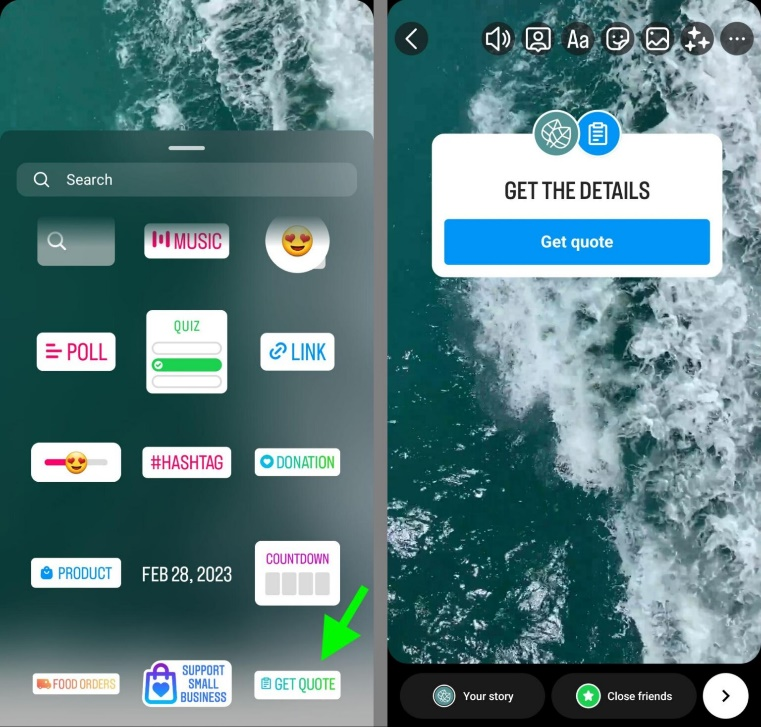 Search
MUSIC
POLL
QUIZ
LINK
#HASHTAG
DONATION
PRODUCT
FEB 28, 2023
COUNTDOWN
FOOD ORDERS
SUPPORT
SMALL
BUSINESS
GET QUOTE
Aa
GET THE DETAILS
Get quote
Your story
Close friends